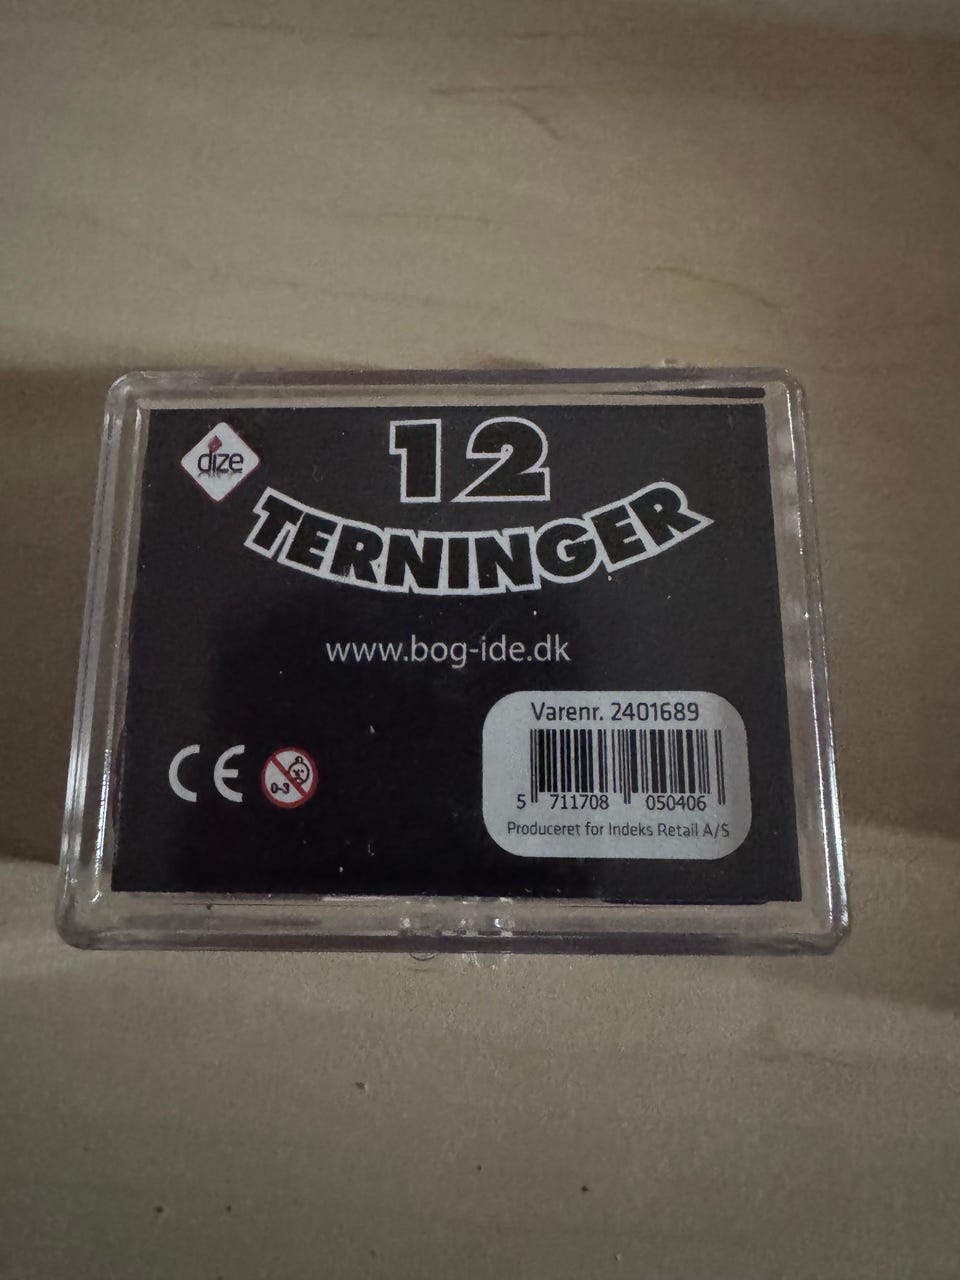 dize
12
TERNINGER
www.bog-ide.dk
CE
0-3
Varenr. 2401689
5 711708 050406
Produceret for Indeks Retail A/S